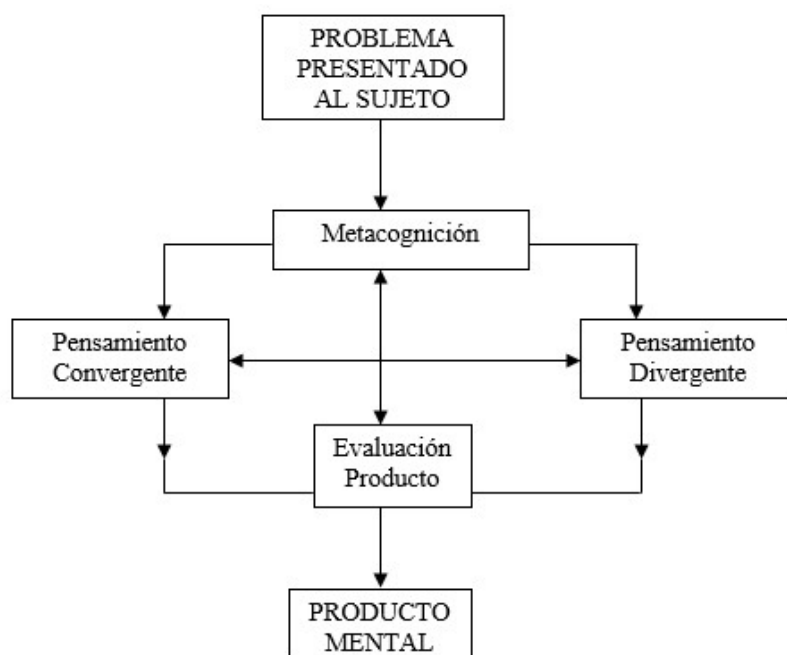 PROBLEMA
PRESENTADO
AL SUJETO
Metacognición
Pensamiento
Convergente
Pensamiento
Divergente
Evaluación
Producto
PRODUCTO
MENTAL